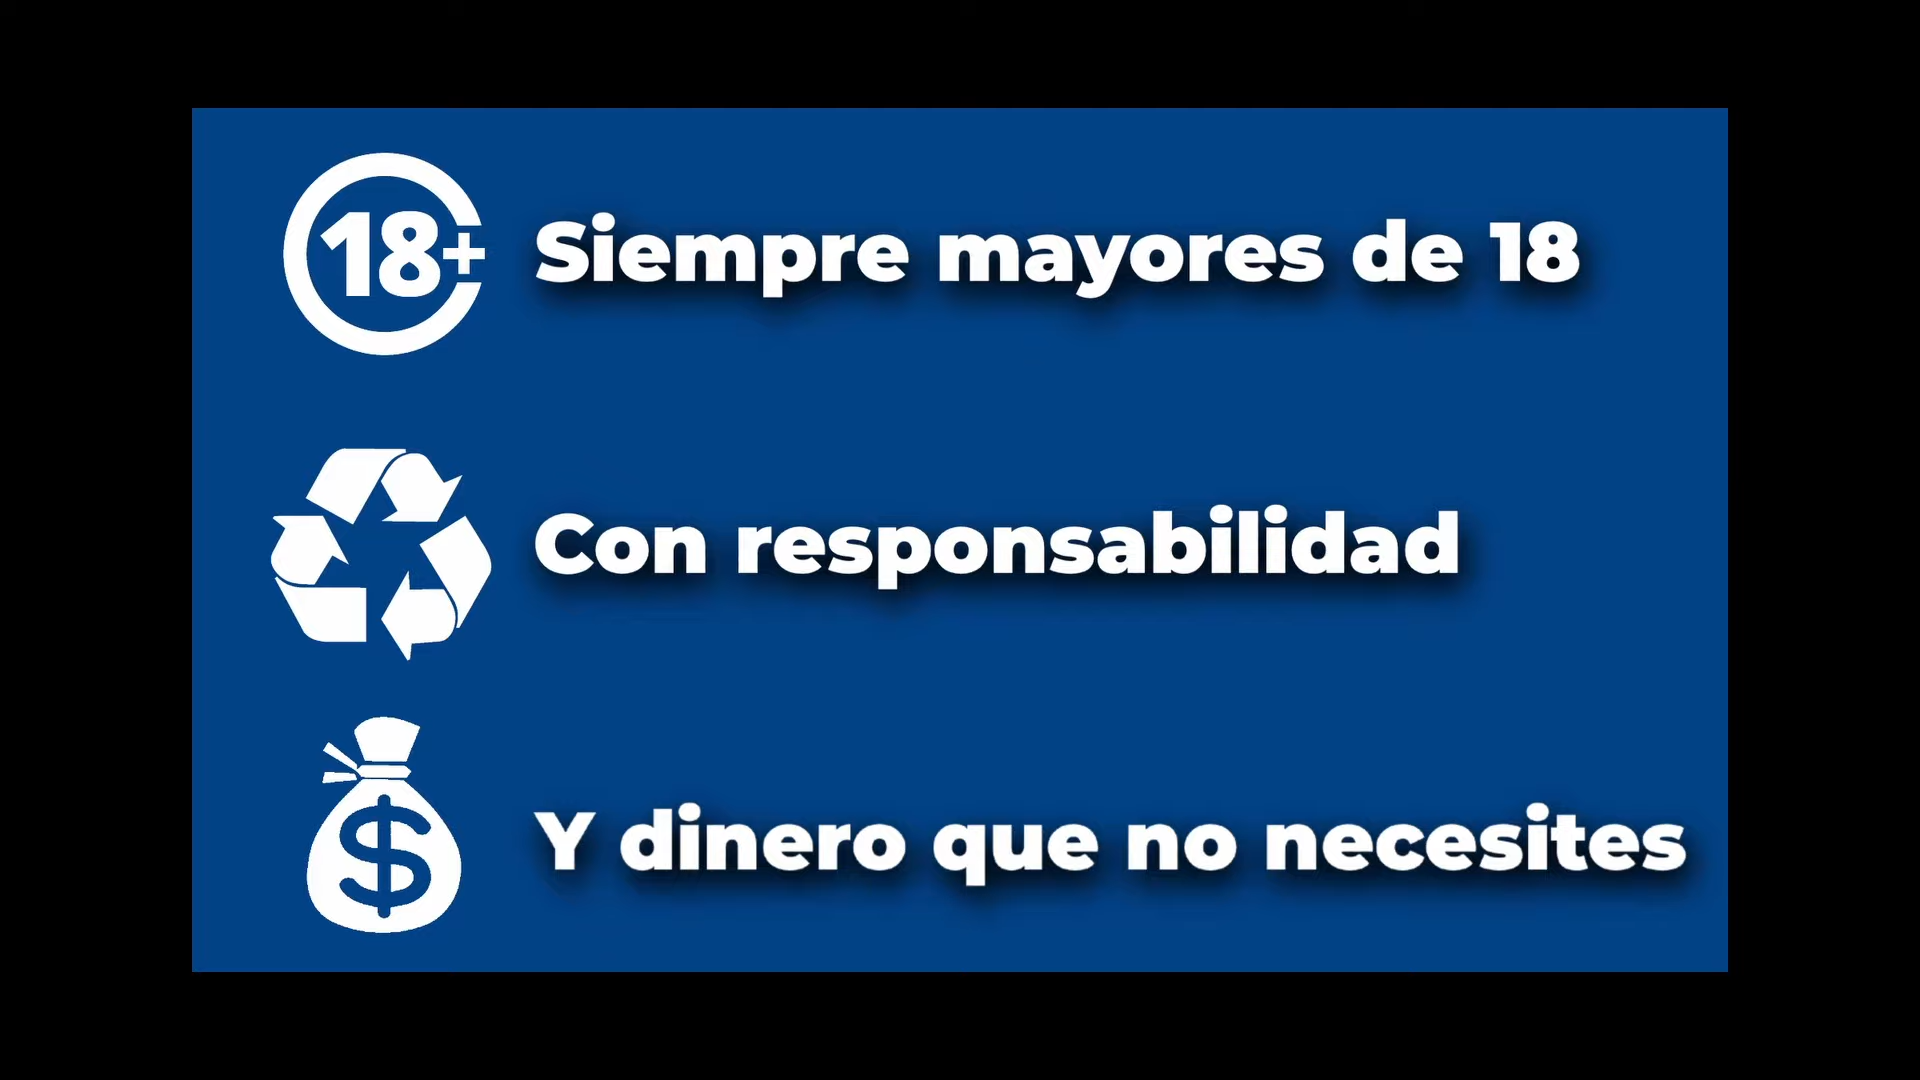 18+
Siempre mayores de 18
Con responsabilidad
$
Y dinero que no necesites